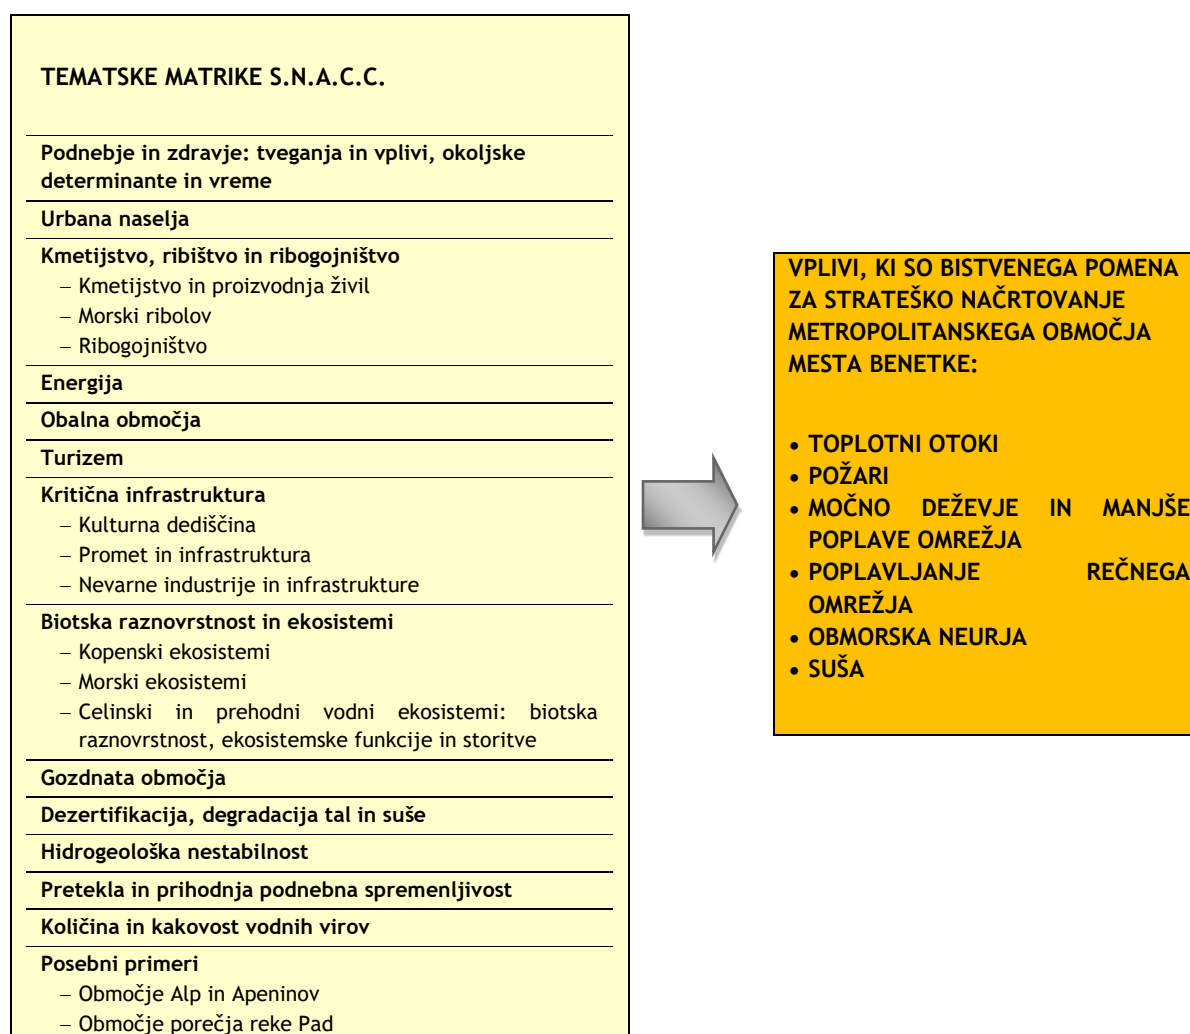 TEMATSKE MATRIKE S.N.A.C.C.
Podnebje in zdravje: tveganja in vplivi, okoljske
determinante in vreme
Urbana naselja
Kmetijstvo, ribištvo in ribogojništvo
– Kmetijstvo in proizvodnja živil
– Morski ribolov
– Ribogojništvo
Energija
Obalna območja
Turizem
Kritična infrastruktura
– Kulturna dediščina
– Promet in infrastruktura
– Nevarne industrije in infrastrukture
Biotska raznovrstnost in ekosistemi
– Kopenski ekosistemi
– Morski ekosistemi
– Celinski in prehodni vodni ekosistemi: biotska
raznovrstnost, ekosistemske funkcije in storitve
Gozdnata območja
Dezertifikacija, degradacija tal in suše
Hidrogeološka nestabilnost
Pretekla in prihodnja podnebna spremenljivost
Količina in kakovost vodnih virov
Posebni primeri
– Območje Alp in Apeninov
– Območje porečja reke Pad
VPLIVI, KI SO BISTVENEGA POMENA
ZA STRATEŠKO NAČRTOVANJE
METROPOLITANSKEGA OBMOČJA
MESTA BENETKE:
• TOPLOTNI OTOKI
• POŽARI
• MOČNO DEŽEVJE IN MANJŠE
POPLAVE OMREŽJA
• POPLAVLJANJE REČNEGA
OMREŽJA
• OBMORSKA NEURJA
• SUŠA